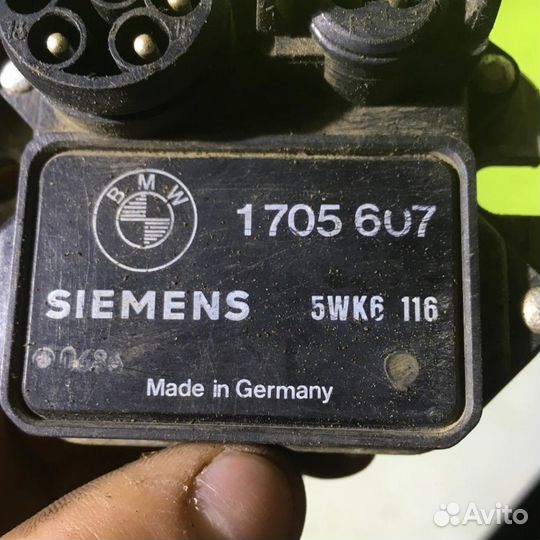 BMW
1705 607
SIEMENS 5WK6 116
Made in Germany
Avito